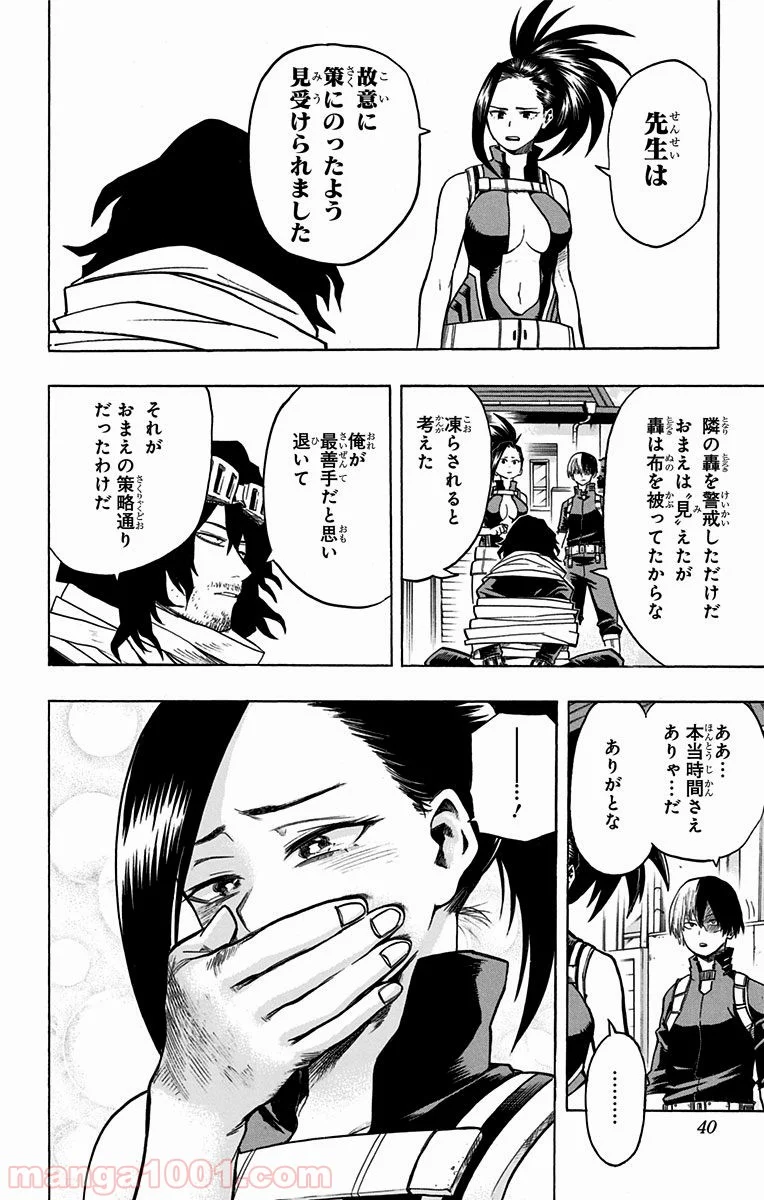 先生は
故意に
策にのったよう
見受けられました
隣の轟を警戒しただけだ
おまえは〝見〟えたが
轟は布を被ってたからな
凍らされると
考えた
俺が
最善手だと思い
退いて
それが
おまえの策略通り
だったわけだ
ああ…
本当時間さえ
ありゃ…だ
ありがとな
………
――…!
40
manga1001.com